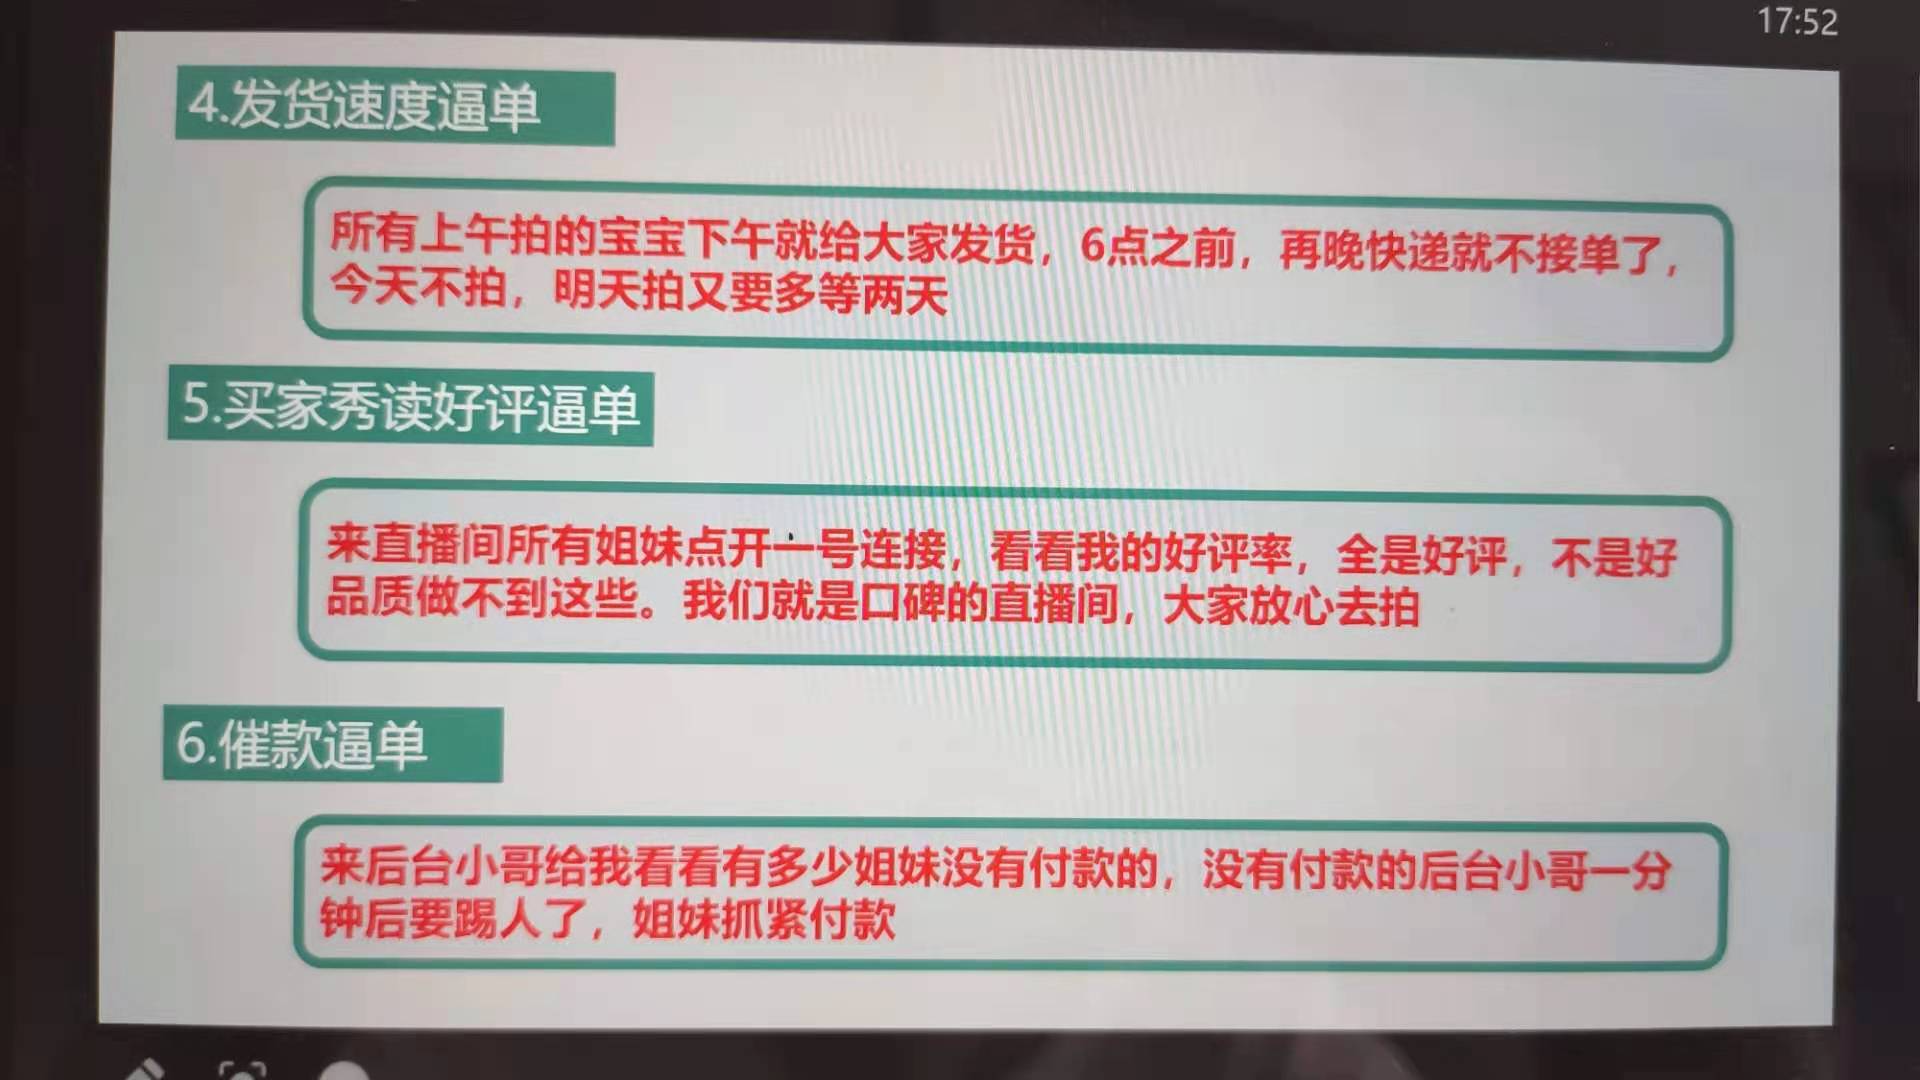 17:52
4.发货速度逼单
所有上午拍的宝宝下午就给大家发货，6点之前，再晚快递就不接单了，
今天不拍，明天拍又要多等两天
5.买家秀读好评逼单
来直播间所有姐妹点开一号连接，看看我的好评率，全是好评，不是好
品质做不到这些。我们就是口碑的直播间，大家放心去拍
6.催款逼单
来后台小哥给我看看有多少姐妹没有付款的，没有付款的后台小哥一分
钟后要踢人了，姐妹抓紧付款